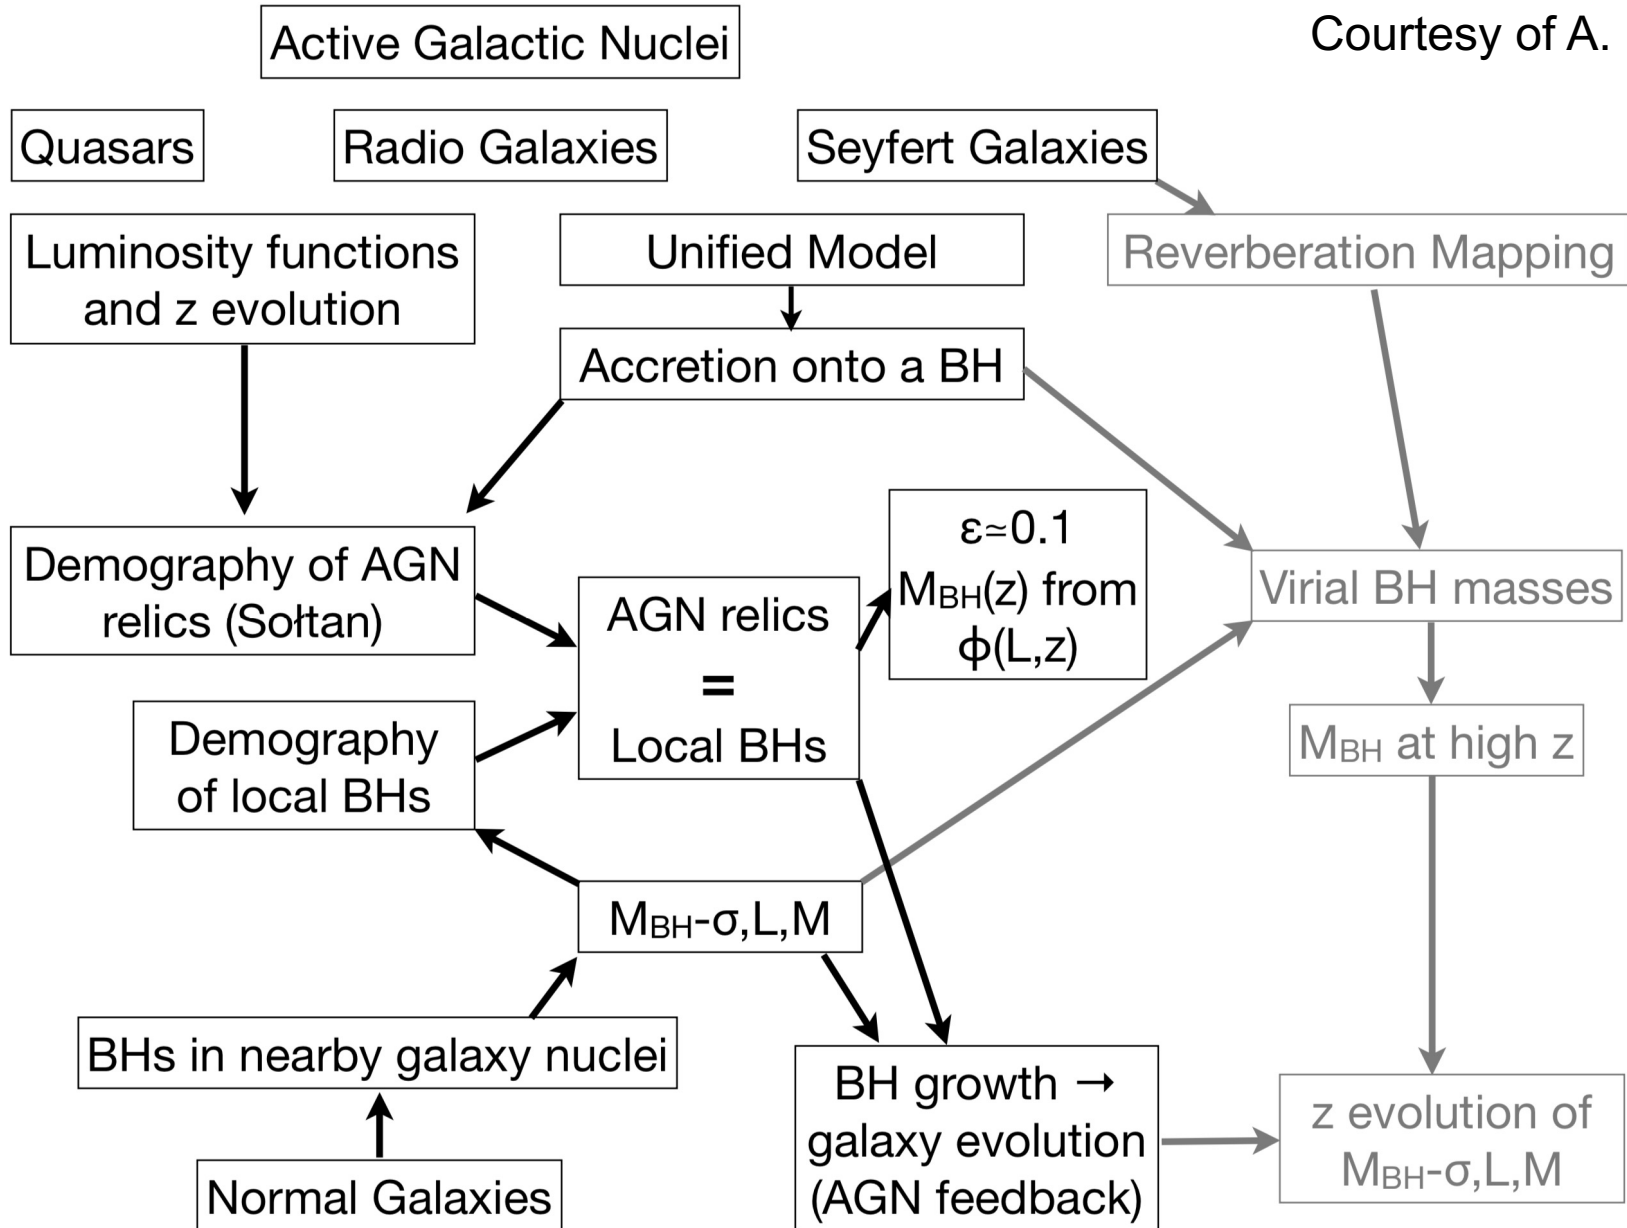 Active Galactic Nuclei
Courtesy of A.
Quasars
Radio Galaxies
Seyfert Galaxies
Luminosity functions
and z evolution
Unified Model
Reverberation Mapping
Accretion onto a BH
ε≃0.1
MBH(z) from
ϕ(L,z)
Demography of AGN
relics (Sołtan)
AGN relics
=
Local BHs
Virial BH masses
Demography
of local BHs
MBH at high z
MBH-σ,L,M
BHs in nearby galaxy nuclei
BH growth →
galaxy evolution
(AGN feedback)
z evolution of
MBH-σ,L,M
Normal Galaxies